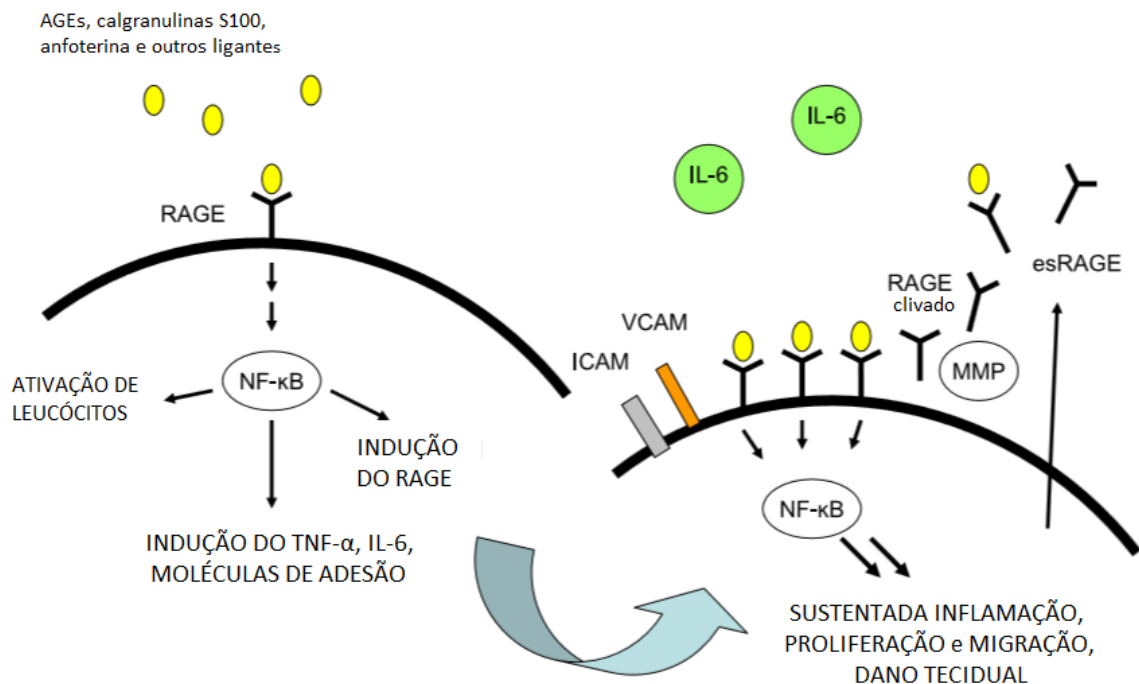 AGEs, calgranulinas S100,
anfoterina e outros ligantes
RAGE
NF-κB
ATIVAÇÃO DE
LEUCÓCITOS
INDUÇÃO
DO RAGE
INDUÇÃO DO TNF-α, IL-6,
MOLÉCULAS DE ADESÃO
IL-6
IL-6
esRAGE
RAGE
clivado
MMP
VCAM
ICAM
NF-κB
SUSTENTADA INFLAMAÇÃO,
PROLIFERAÇÃO e MIGRAÇÃO,
DANO TECIDUAL